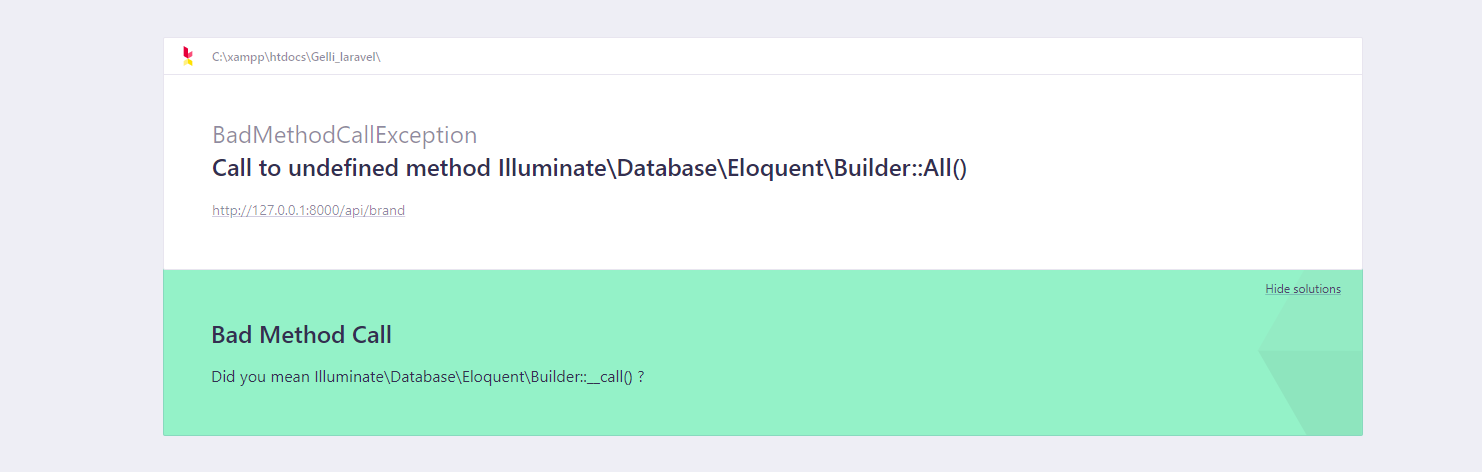 C:\xampp\htdocs\Gelli_laravel\
BadMethodCallException
Call to undefined method Illuminate\Database\Eloquent\Builder::All()
http://127.0.0.1:8000/api/brand
Hide solutions
Bad Method Call
Did you mean Illuminate\Database\Eloquent\Builder::__call() ?